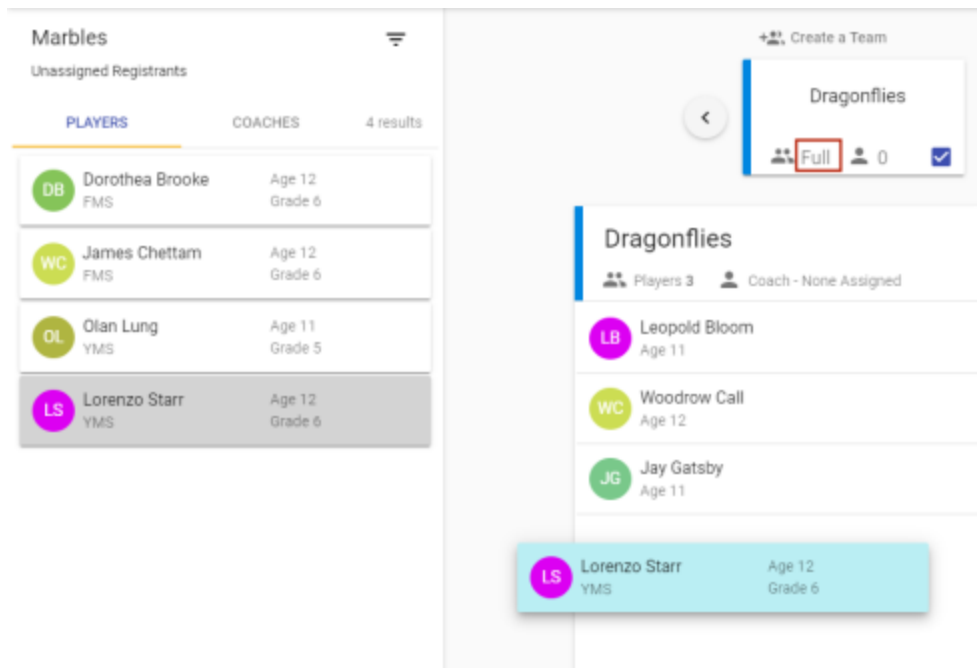 Marbles
Unassigned Registrants
PLAYERS COACHES 4 results
DB Dorothea Brooke Age 12
FMS Grade 6
WC James Chettam Age 12
FMS Grade 6
OL Olan Lung Age 11
YMS Grade 5
LS Lorenzo Starr Age 12
YMS Grade 6
Create a Team
Dragonflies
Full 0
Dragonflies
Players 3 Coach - None Assigned
LB Leopold Bloom
Age 11
WC Woodrow Call
Age 12
JG Jay Gatsby
Age 11
LS Lorenzo Starr Age 12
YMS Grade 6